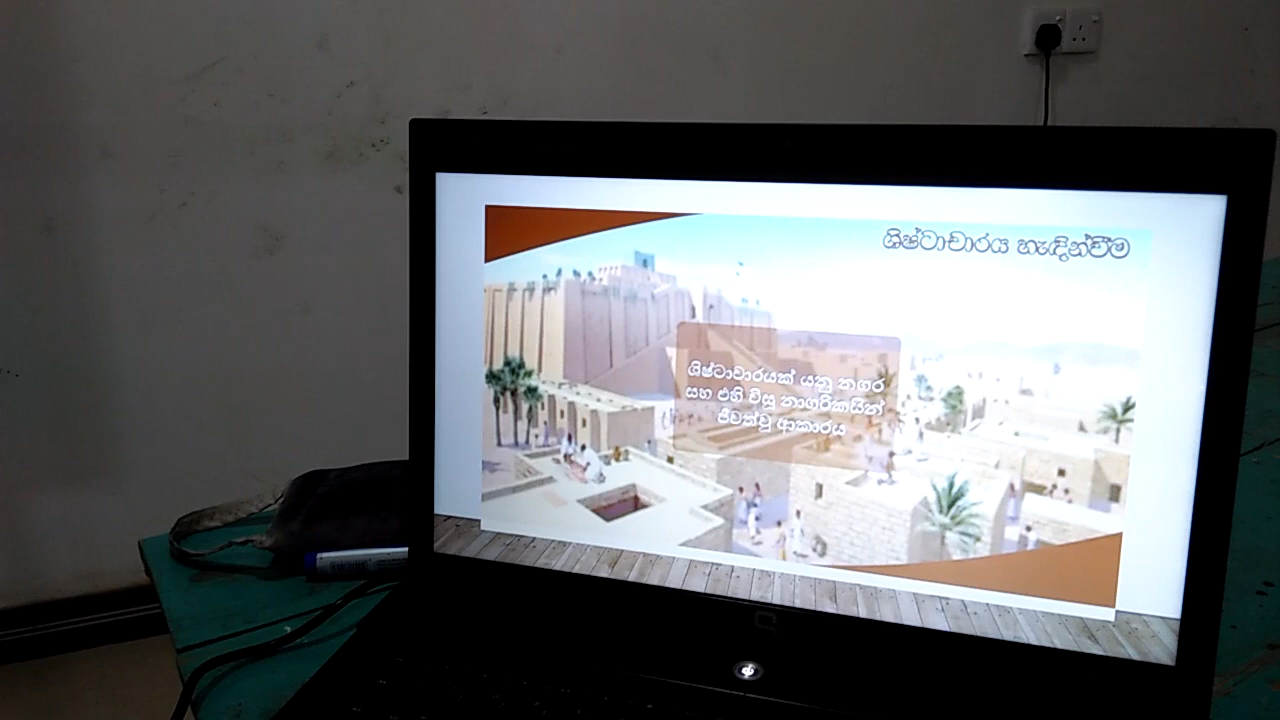 ශිෂ්ටාචාරය හැඳින්වීම
ශිෂ්ටාචාරයක් යනු නගර
සහ එහි විසූ නාගරිකයින්
ජීවත්වූ ආකාරය